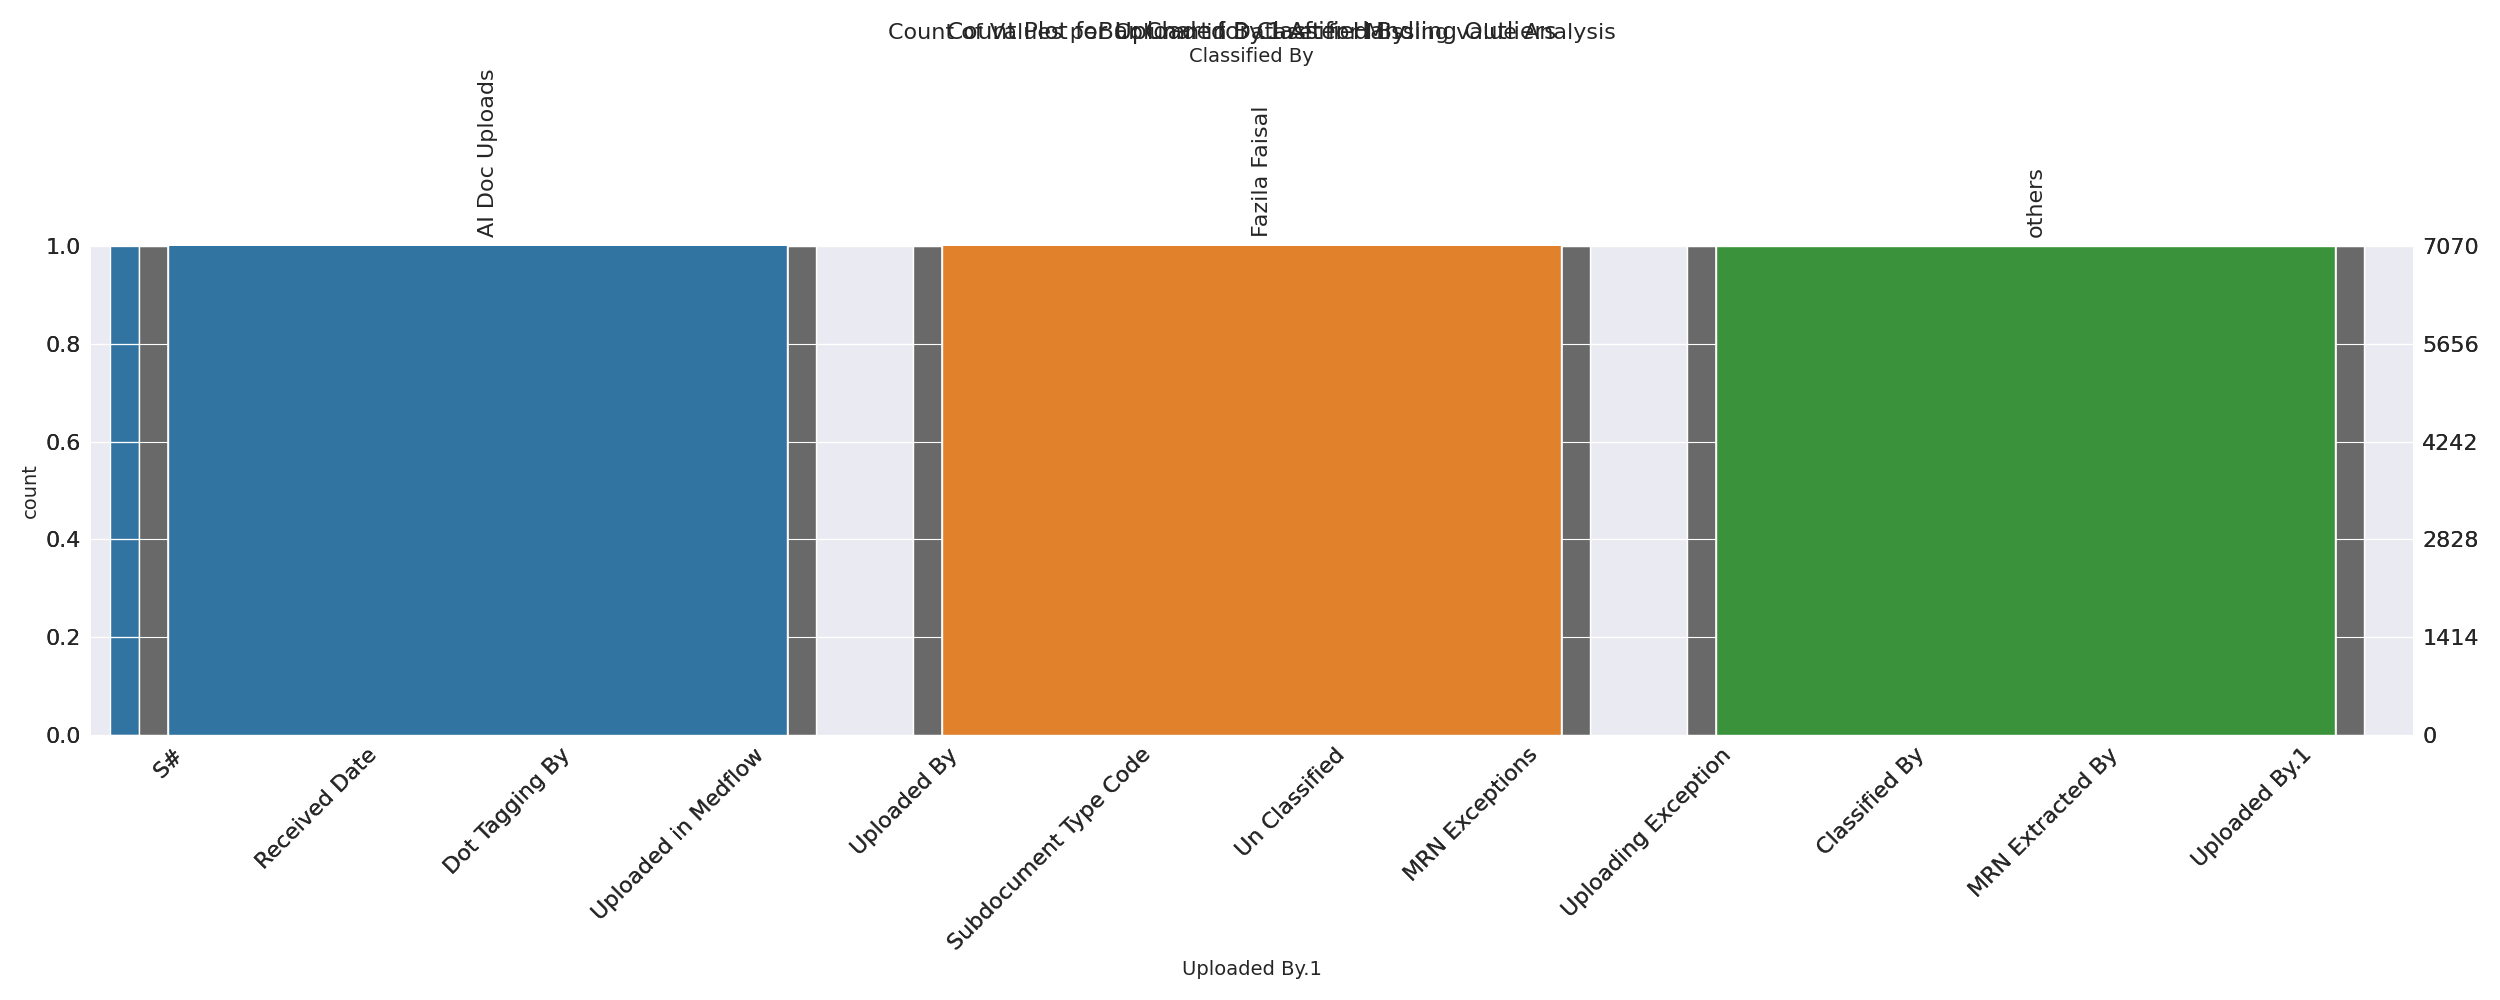 Classified By
AI Doc Uploads
Fazila Faisal
others
1.0
7070
0.8
5656
0.6
4242
0.4
2828
0.2
1414
0.0
0
count
S#
Received Date
Dot Tagging By
Uploaded in Medflow
Uploaded By
Subdocument Type Code
Un Classified
MRN Exceptions
Uploading Exception
Classified By
MRN Extracted By
Uploaded By.1
Uploaded By.1